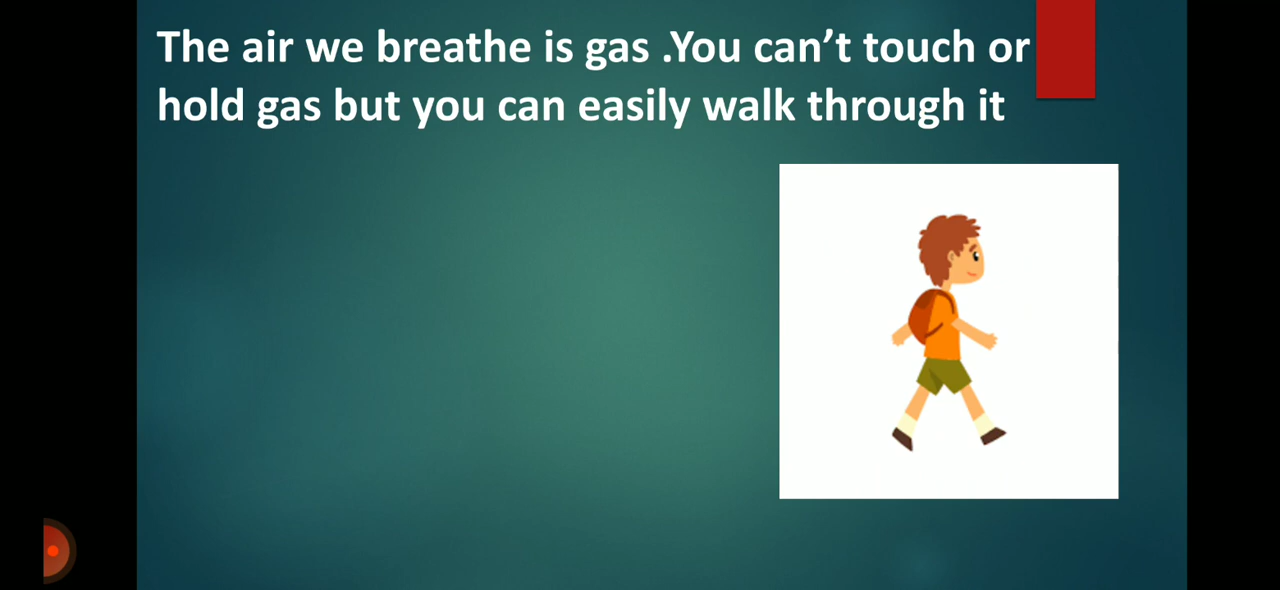 The air we breathe is gas .You can’t touch or
hold gas but you can easily walk through it